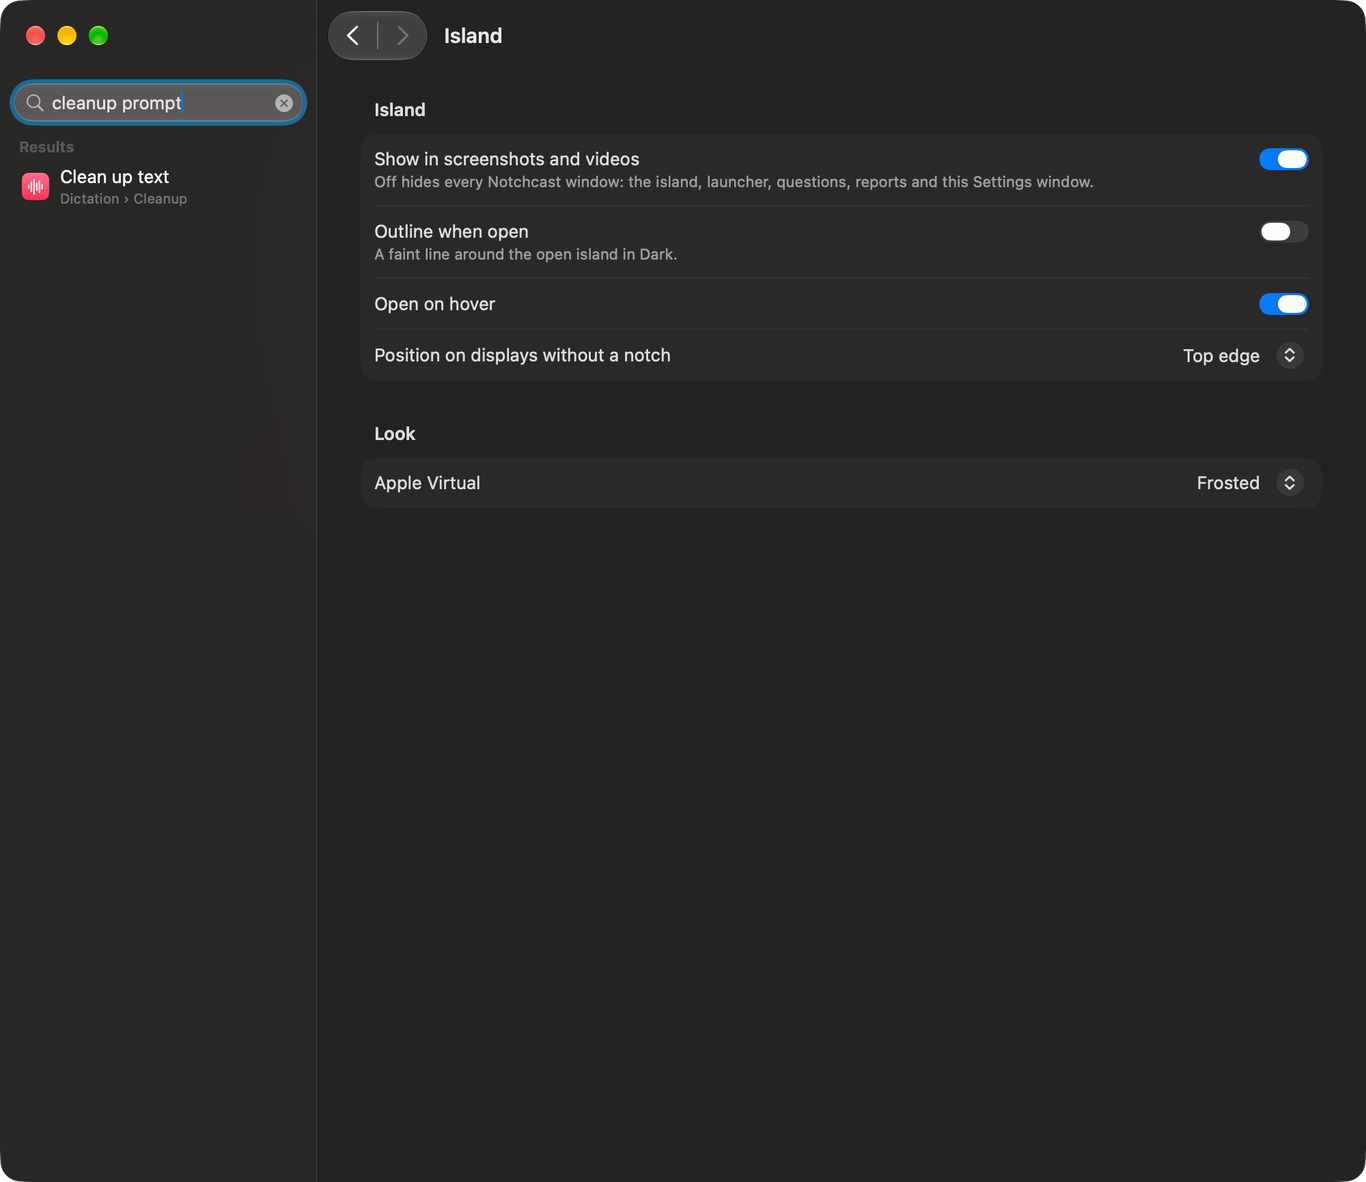 Island
cleanup prompt
Results
Clean up text
Dictation › Cleanup
Island
Show in screenshots and videos
Off hides every Notchcast window: the island, launcher, questions, reports and this Settings window.
Outline when open
A faint line around the open island in Dark.
Open on hover
Position on displays without a notch
Top edge
Look
Apple Virtual
Frosted